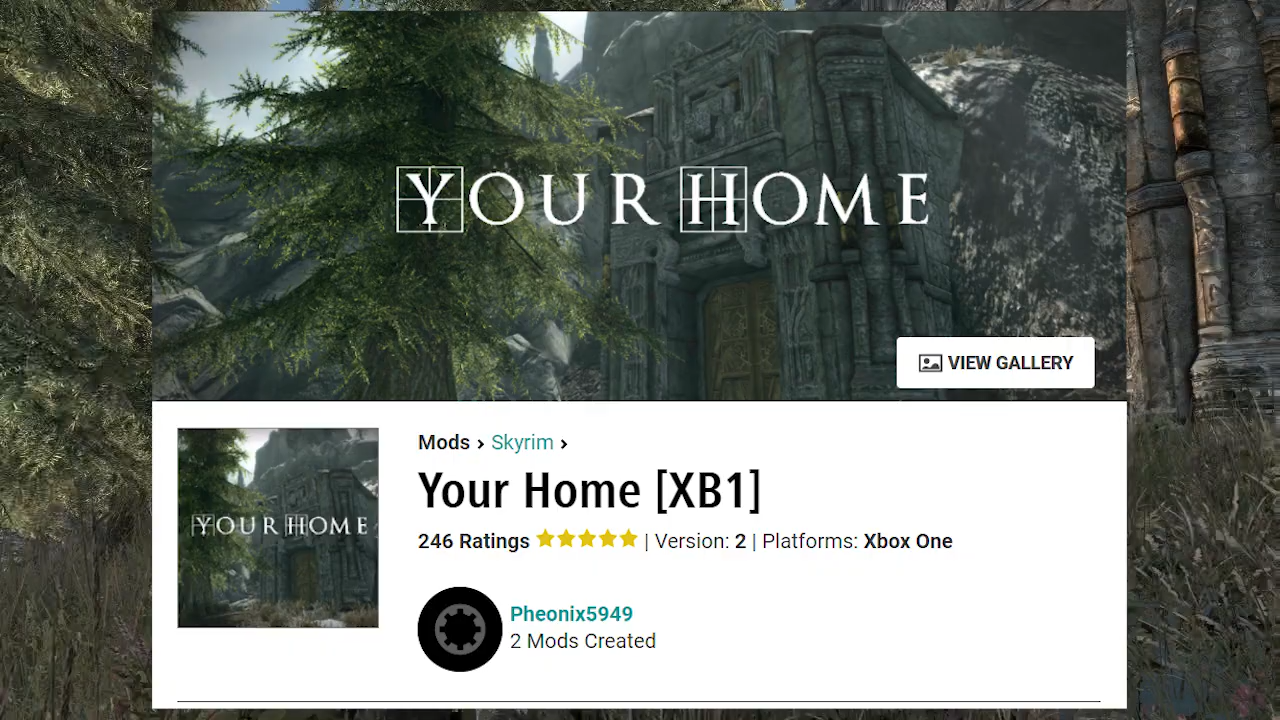 YOUR HOME
VIEW GALLERY
YOUR HOME
Mods › Skyrim ›
Your Home [XB1]
246 Ratings | Version: 2 | Platforms: Xbox One
Pheonix5949
2 Mods Created